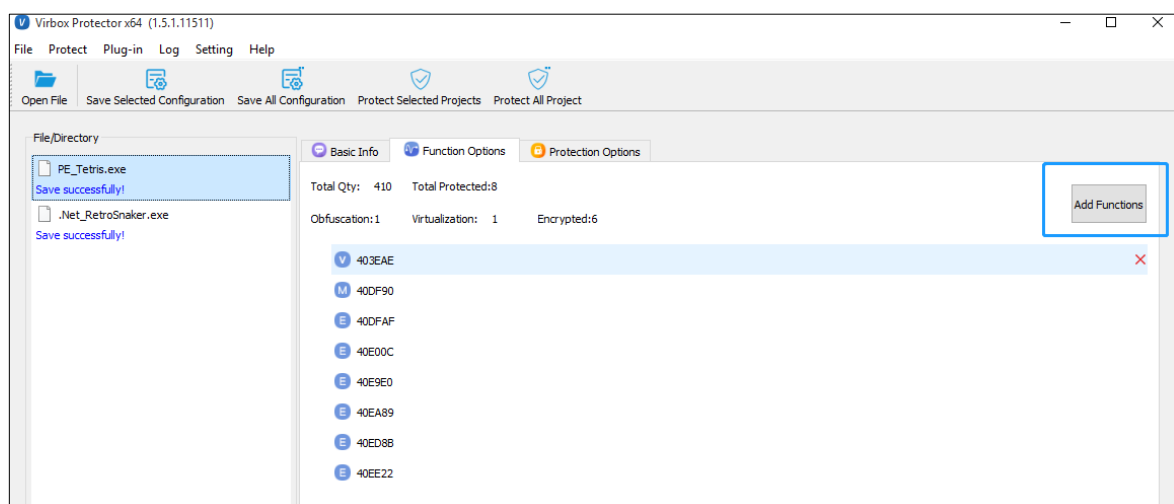 Virbox Protector x64 (1.5.1.11511)
File Protect Plug-in Log Setting Help
Open File Save Selected Configuration Save All Configuration Protect Selected Projects Protect All Project
File/Directory
PE_Tetris.exe
Save successfully!
.Net_RetroSnaker.exe
Save successfully!
Basic Info Function Options Protection Options
Total Qty: 410 Total Protected:8
Obfuscation:1 Virtualization: 1 Encrypted:6
Add Functions
V 403EAE
M 40DF90
E 40DFAF
E 40E00C
E 40E9E0
E 40EA89
E 40ED8B
E 40EE22